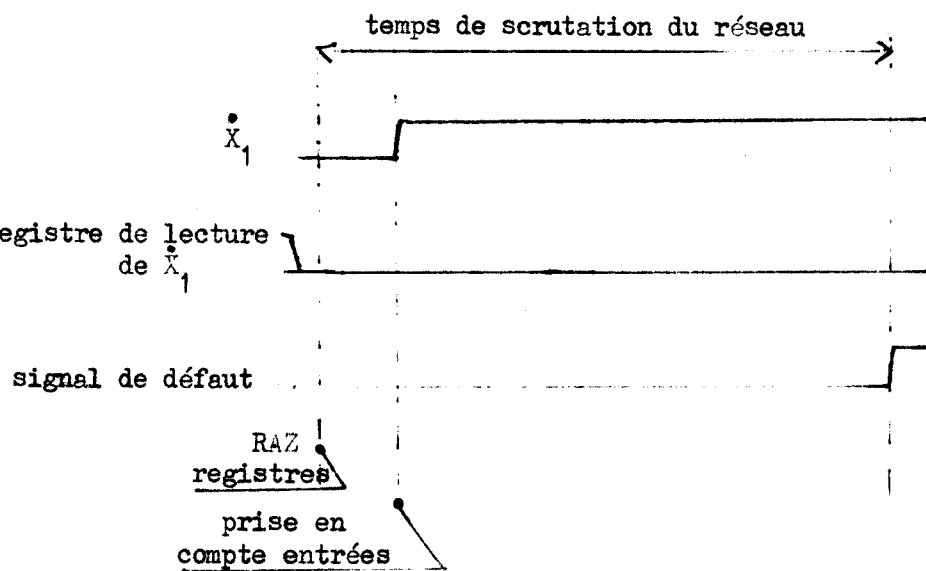 temps de scrutation du réseau
Ẋ1
egistre de lecture
de Ẋ1
signal de défaut
RAZ
registres
prise en
compte entrées